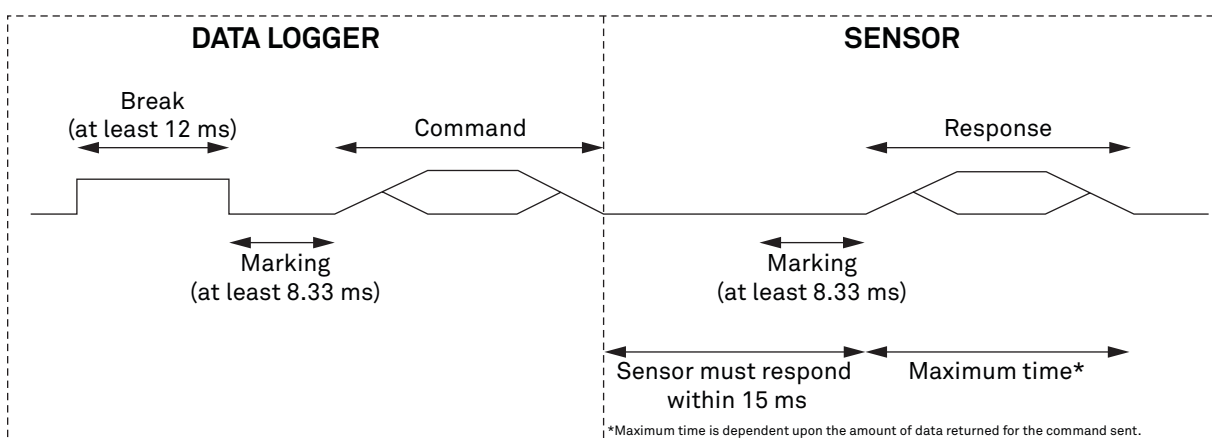 DATA LOGGER
SENSOR
Break
(at least 12 ms)
Command
Response
Marking
(at least 8.33 ms)
Marking
(at least 8.33 ms)
Sensor must respond
within 15 ms
Maximum time*
*Maximum time is dependent upon the amount of data returned for the command sent.